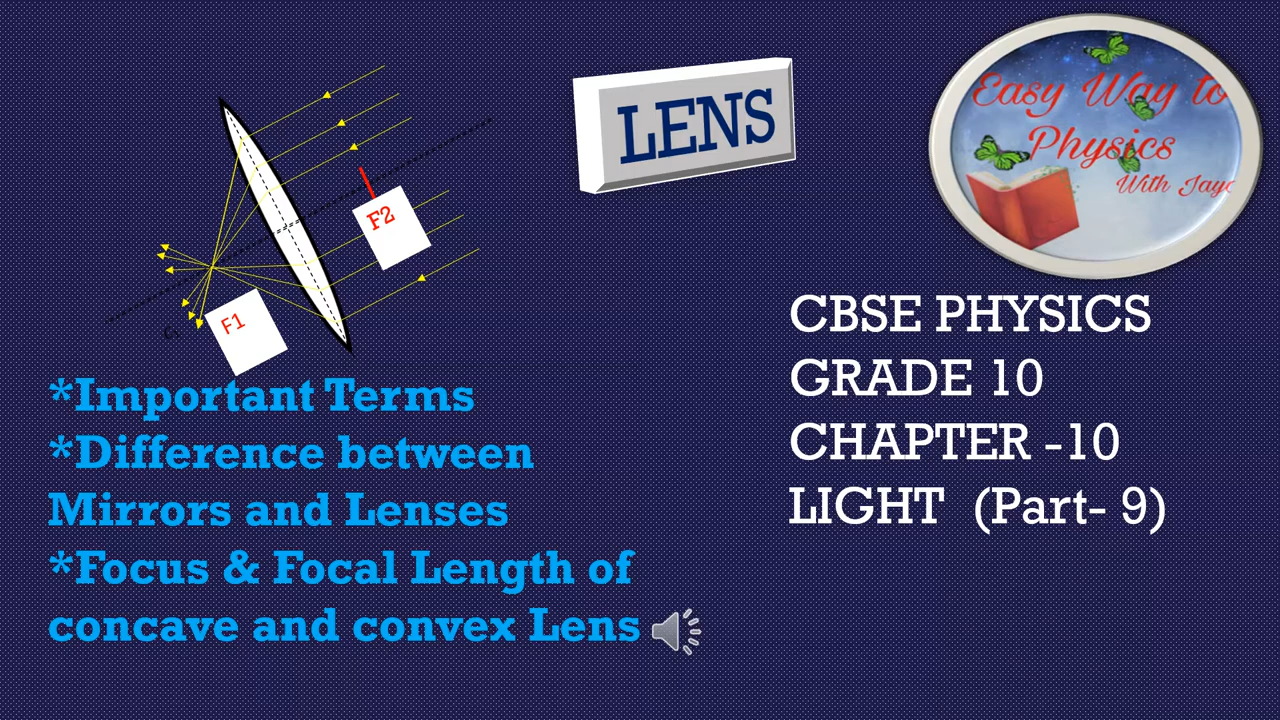 LENS
Easy Way to
Physics
With Jaya
F2
F1
CBSE PHYSICS
GRADE 10
CHAPTER -10
LIGHT (Part- 9)
*Important Terms
*Difference between
Mirrors and Lenses
*Focus & Focal Length of
concave and convex Lens